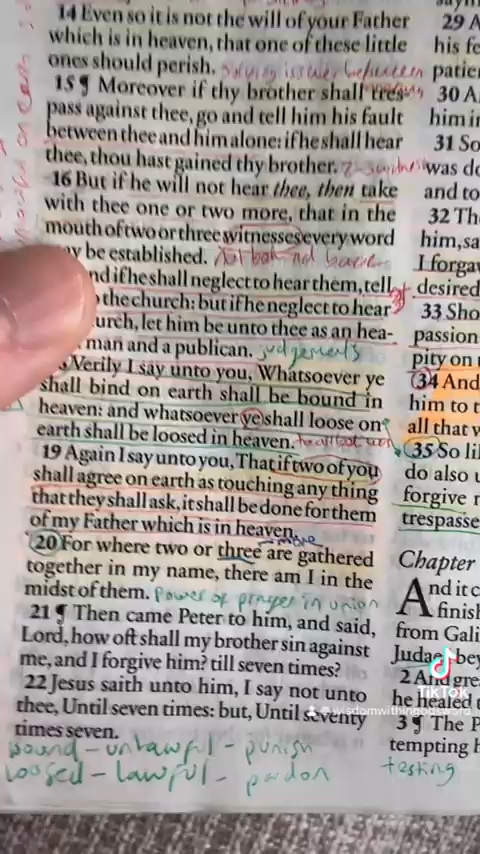 14 Even so it is not the will of your Father
which is in heaven, that one of these little
ones should perish.
15 ¶ Moreover if thy brother shall tres-
pass against thee, go and tell him his fault
between thee and him alone: if he shall hear
thee, thou hast gained thy brother.
16 But if he will not hear thee, then take
with thee one or two more, that in the
mouth of two or three witnesses every word
be established.
nd if he shall neglect to hear them, tell
the church: but if he neglect to hear
urch, let him be unto thee as an hea-
man and a publican. judgements
Verily I say unto you, Whatsoever ye
shall bind on earth shall be bound in
heaven: and whatsoever ye shall loose on
earth shall be loosed in heaven.
19 Again I say unto you, That if two of you
shall agree on earth as touching any thing
that they shall ask, it shall be done for them
of my Father which is in heaven.
more
20 For where two or three are gathered
together in my name, there am I in the
midst of them. power of prayer in union
21 ¶ Then came Peter to him, and said,
Lord, how oft shall my brother sin against
me, and I forgive him? till seven times?
22 Jesus saith unto him, I say not unto
thee, Until seven times: but, Until seventy
times seven.
bound - unlawful - punish
loosed - lawful - pardon
29 A
his fe
patie
30 A
him in
31 So
was do
and to
32 Th
him, sa
I forga
desired
33 Sho
passion
pity on
34 And
him to t
all that w
35 So li
do also
forgive
trespasse
Chapter
And it c
finish
from Gali
Judae bey
2 And gre
he healed
3 ¶ The P
tempting h
testing
TikTok
@wisdomwithingodsword